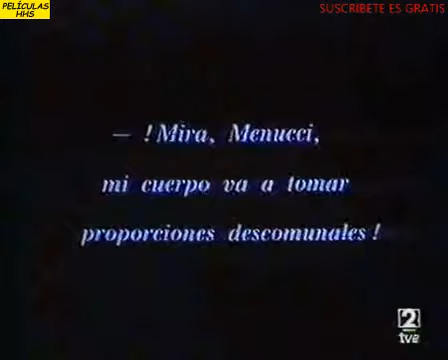 PELÍCULAS
HHS
SUSCRIBETE ES GRATIS
— !Mira, Menucci,
mi cuerpo va a tomar
proporciones descomunales!
2
tve